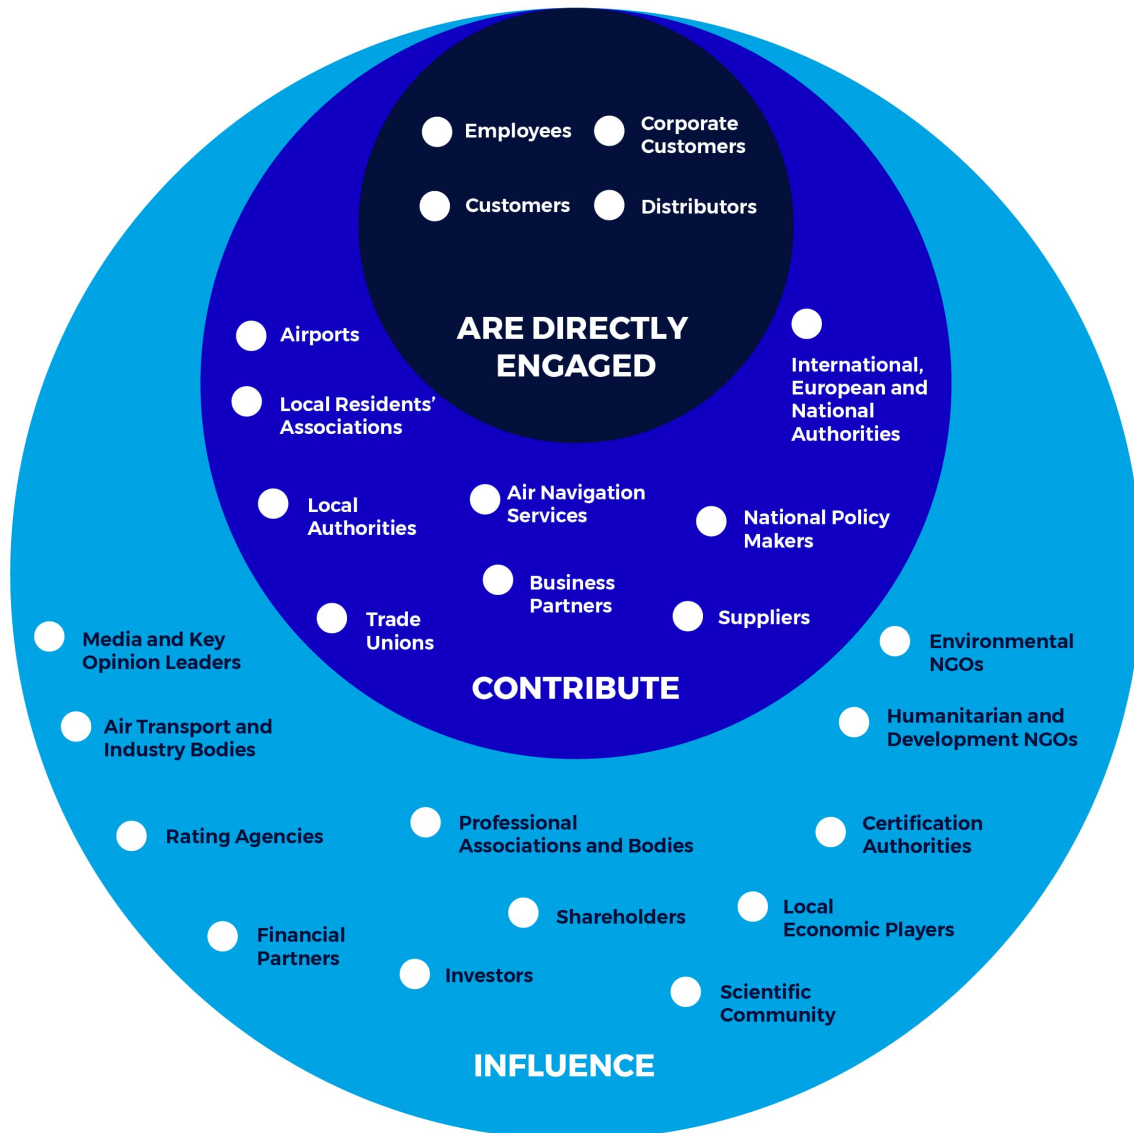 Employees
Corporate
Customers
Customers
Distributors
ARE DIRECTLY
ENGAGED
Airports
Local Residents’
Associations
International,
European and
National
Authorities
Local
Authorities
Air Navigation
Services
National Policy
Makers
Business
Partners
Trade
Unions
Suppliers
CONTRIBUTE
Media and Key
Opinion Leaders
Environmental
NGOs
Air Transport and
Industry Bodies
Humanitarian and
Development NGOs
Rating Agencies
Professional
Associations and Bodies
Certification
Authorities
Financial
Partners
Shareholders
Local
Economic Players
Investors
Scientific
Community
INFLUENCE